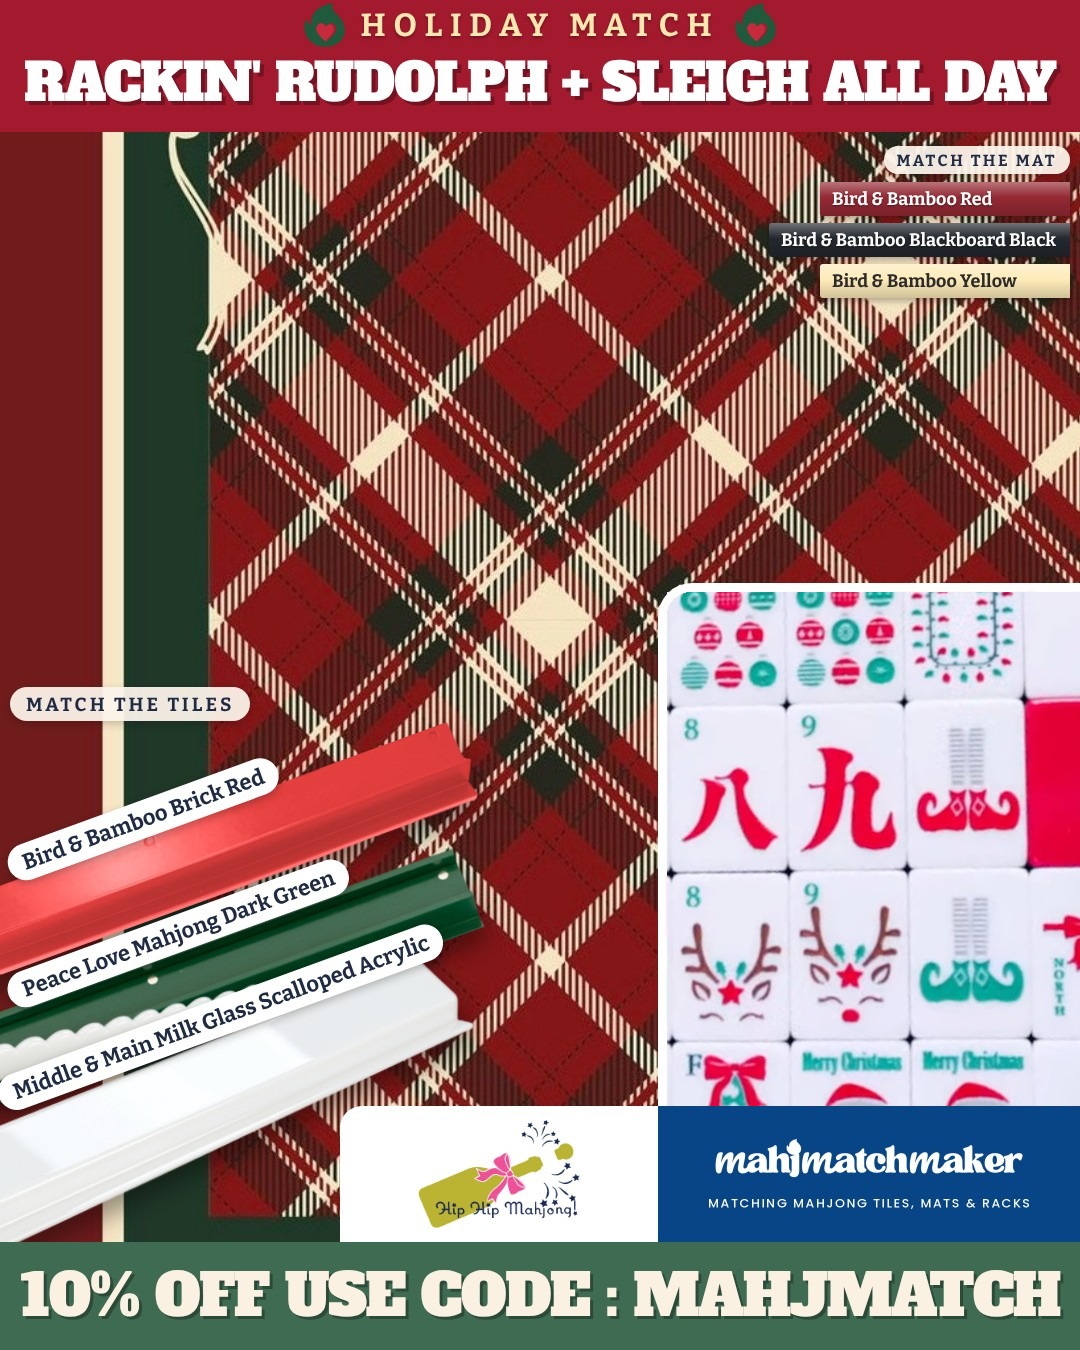 HOLIDAY MATCH
RACKIN' RUDOLPH + SLEIGH ALL DAY
MATCH THE MAT
Bird & Bamboo Red
Bird & Bamboo Blackboard Black
Bird & Bamboo Yellow
MATCH THE TILES
Bird & Bamboo Brick Red
Peace Love Mahjong Dark Green
Middle & Main Milk Glass Scalloped Acrylic
8 9
八 九
8 9
NORTH
F Merry Christmas Merry Christmas
Hip Hip Mahjong!
mahjmatchmaker
MATCHING MAHJONG TILES, MATS & RACKS
10% OFF USE CODE : MAHJMATCH